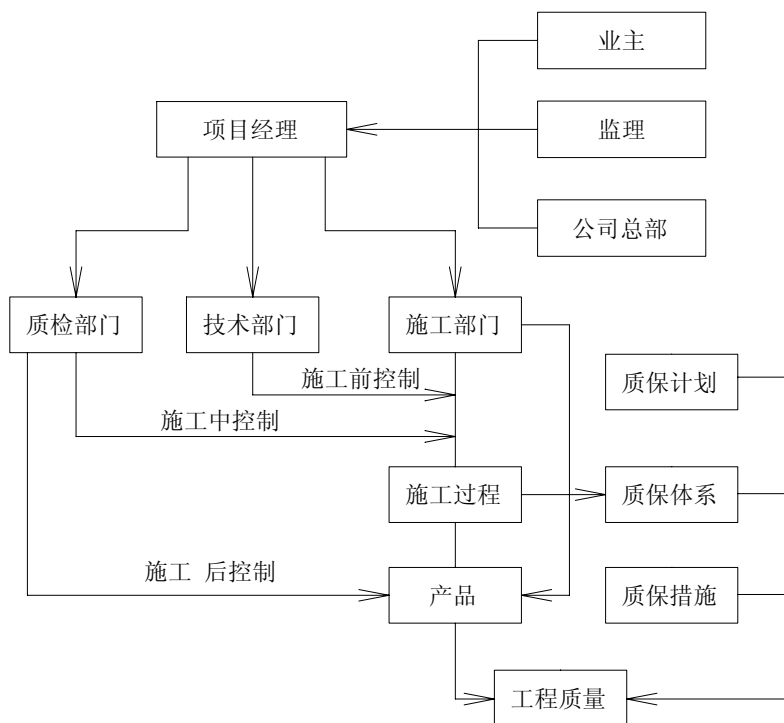 业主
项目经理
监理
公司总部
质检部门
技术部门
施工部门
施工前控制
质保计划
施工中控制
施工过程
质保体系
施工 后控制
产品
质保措施
工程质量